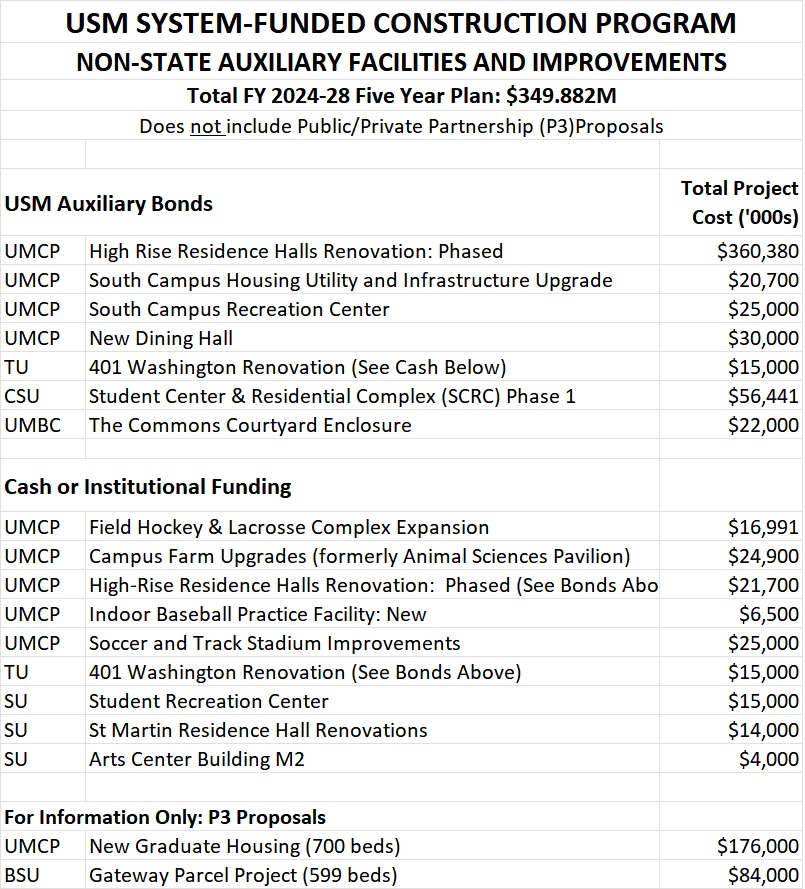 USM SYSTEM-FUNDED CONSTRUCTION PROGRAM
NON-STATE AUXILIARY FACILITIES AND IMPROVEMENTS
Total FY 2024-28 Five Year Plan: $349.882M
Does not include Public/Private Partnership (P3)Proposals
USM Auxiliary Bonds Total Project Cost ('000s)
UMCP High Rise Residence Halls Renovation: Phased $360,380
UMCP South Campus Housing Utility and Infrastructure Upgrade $20,700
UMCP South Campus Recreation Center $25,000
UMCP New Dining Hall $30,000
TU 401 Washington Renovation (See Cash Below) $15,000
CSU Student Center & Residential Complex (SCRC) Phase 1 $56,441
UMBC The Commons Courtyard Enclosure $22,000
Cash or Institutional Funding
UMCP Field Hockey & Lacrosse Complex Expansion $16,991
UMCP Campus Farm Upgrades (formerly Animal Sciences Pavilion) $24,900
UMCP High-Rise Residence Halls Renovation:  Phased (See Bonds Abo $21,700
UMCP Indoor Baseball Practice Facility: New $6,500
UMCP Soccer and Track Stadium Improvements $25,000
TU 401 Washington Renovation (See Bonds Above) $15,000
SU Student Recreation Center $15,000
SU St Martin Residence Hall Renovations $14,000
SU Arts Center Building M2 $4,000
For Information Only: P3 Proposals
UMCP New Graduate Housing (700 beds) $176,000
BSU Gateway Parcel Project (599 beds) $84,000